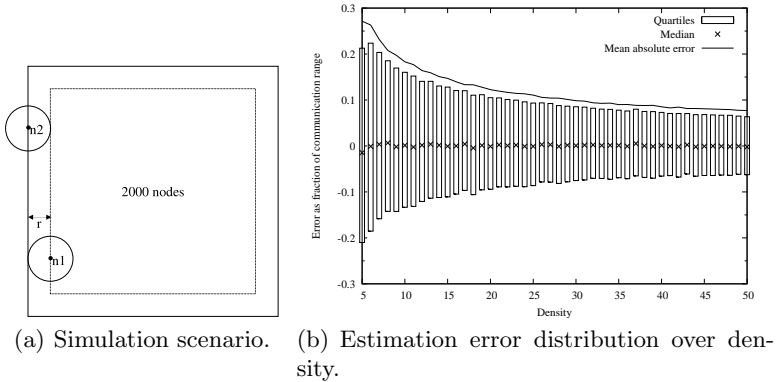 n2
2000 nodes
r
n1
(a) Simulation scenario.
0.3
0.2
0.1
0
-0.1
-0.2
-0.3
Error as fraction of communication range
Quartiles
Median
Mean absolute error
5 10 15 20 25 30 35 40 45 50
Density
(b) Estimation error distribution over den-
sity.